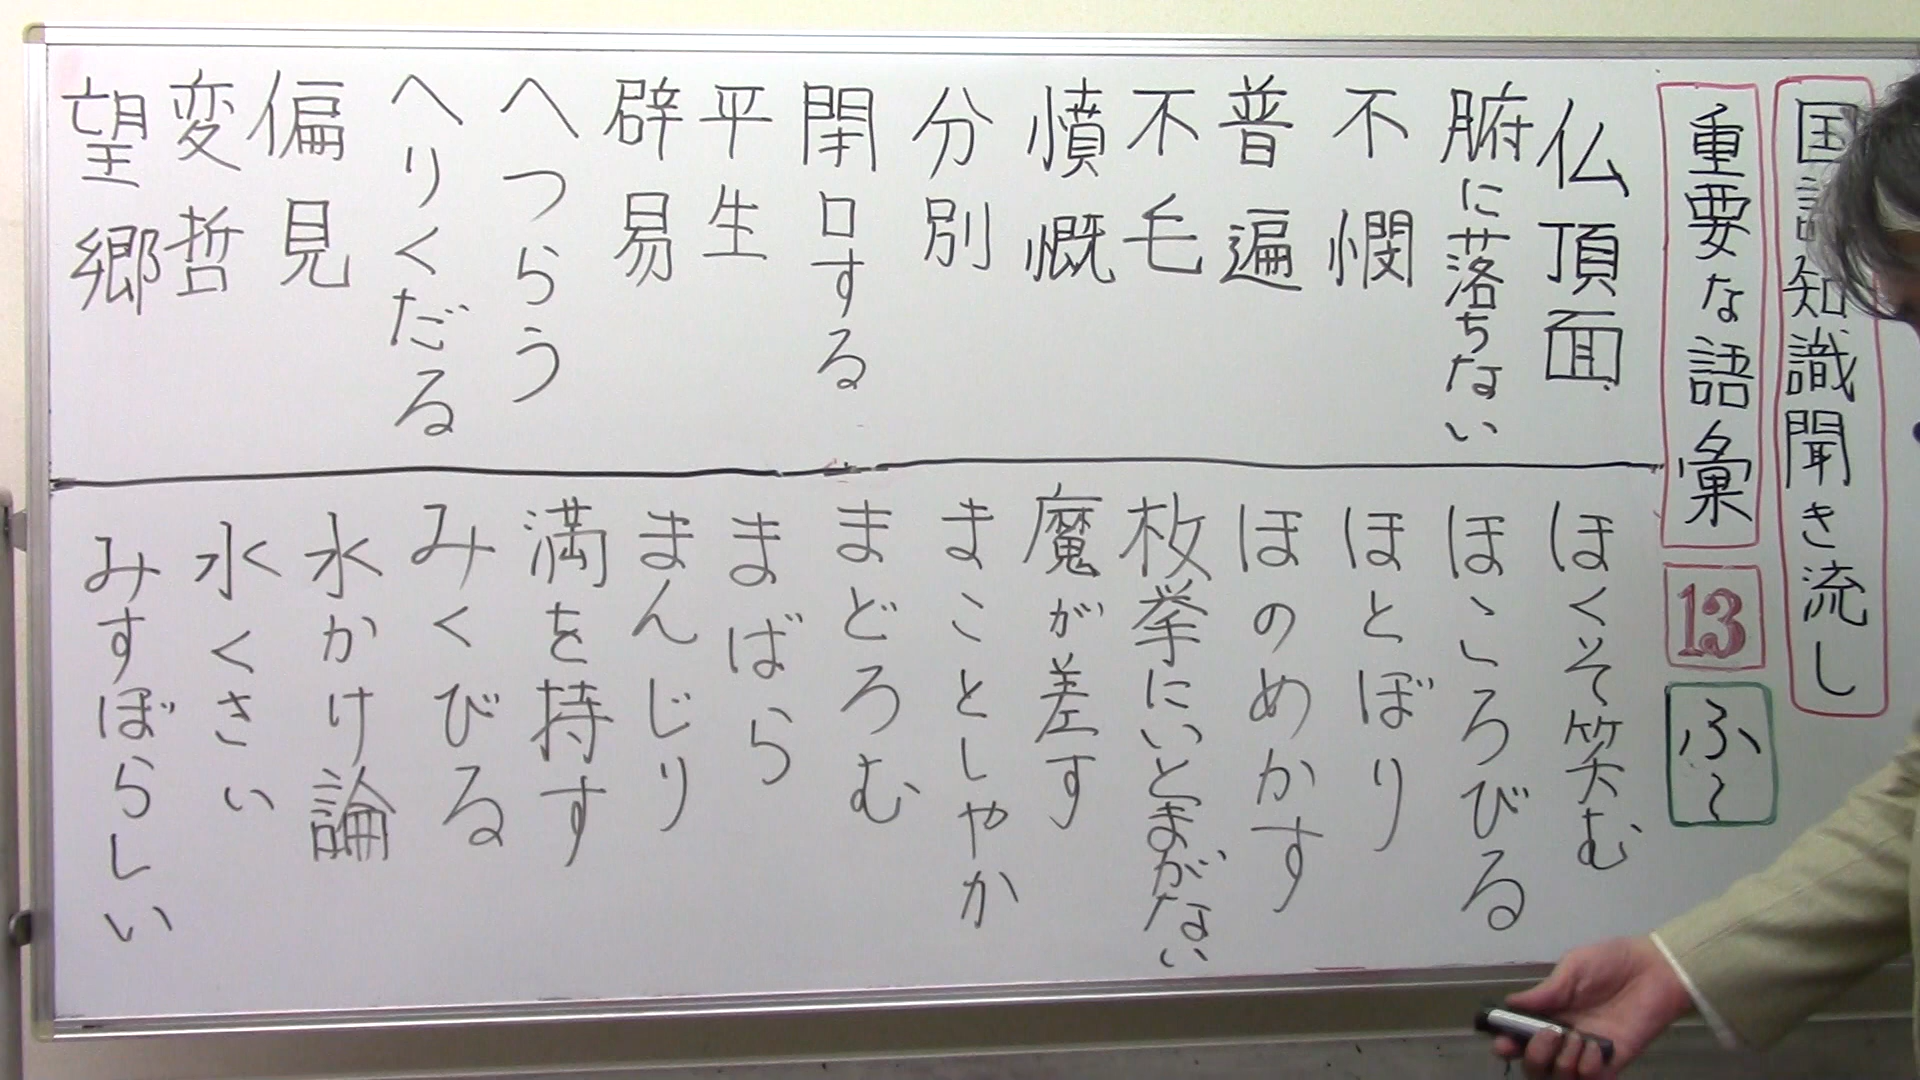 国語知識聞き流し
重要な語彙
13
ふ〜
仏頂面
腑に落ちない
不憫
普遍
不毛
憤慨
分別
閉口する
平生
辟易
へつらう
へりくだる
偏見
変哲
望郷
ほくそ笑む
ほころびる
ほとぼり
ほのめかす
枚挙にいとまがない
魔が差す
まことしやか
まどろむ
まばら
まんじり
満を持す
みくびる
水かけ論
水くさい
みすぼらしい